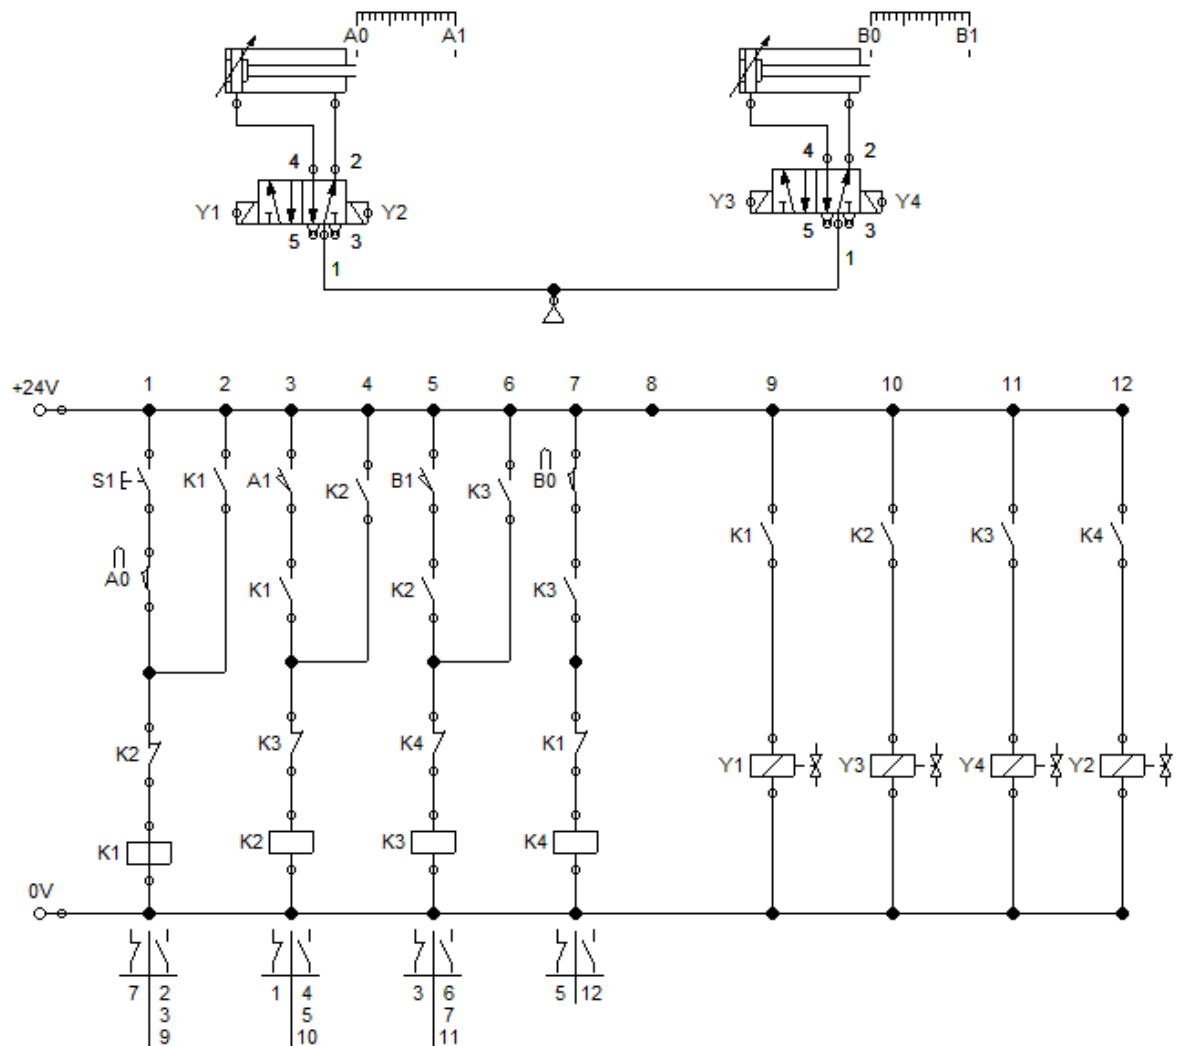 A0 A1 B0 B1
4 2 4 2
Y1 Y2 Y3 Y4
5 3 5 3
1 1
+24V 1 2 3 4 5 6 7 8 9 10 11 12
S1 K1 A1 K2 B1 K3 B0
K1 K2 K3 K4
A0 K1 K2 K3
K2 K3 K4 K1
Y1 Y3 Y4 Y2
K1 K2 K3 K4
0V
7 2 1 4 3 6 5 12
3 5 7
9 10 11